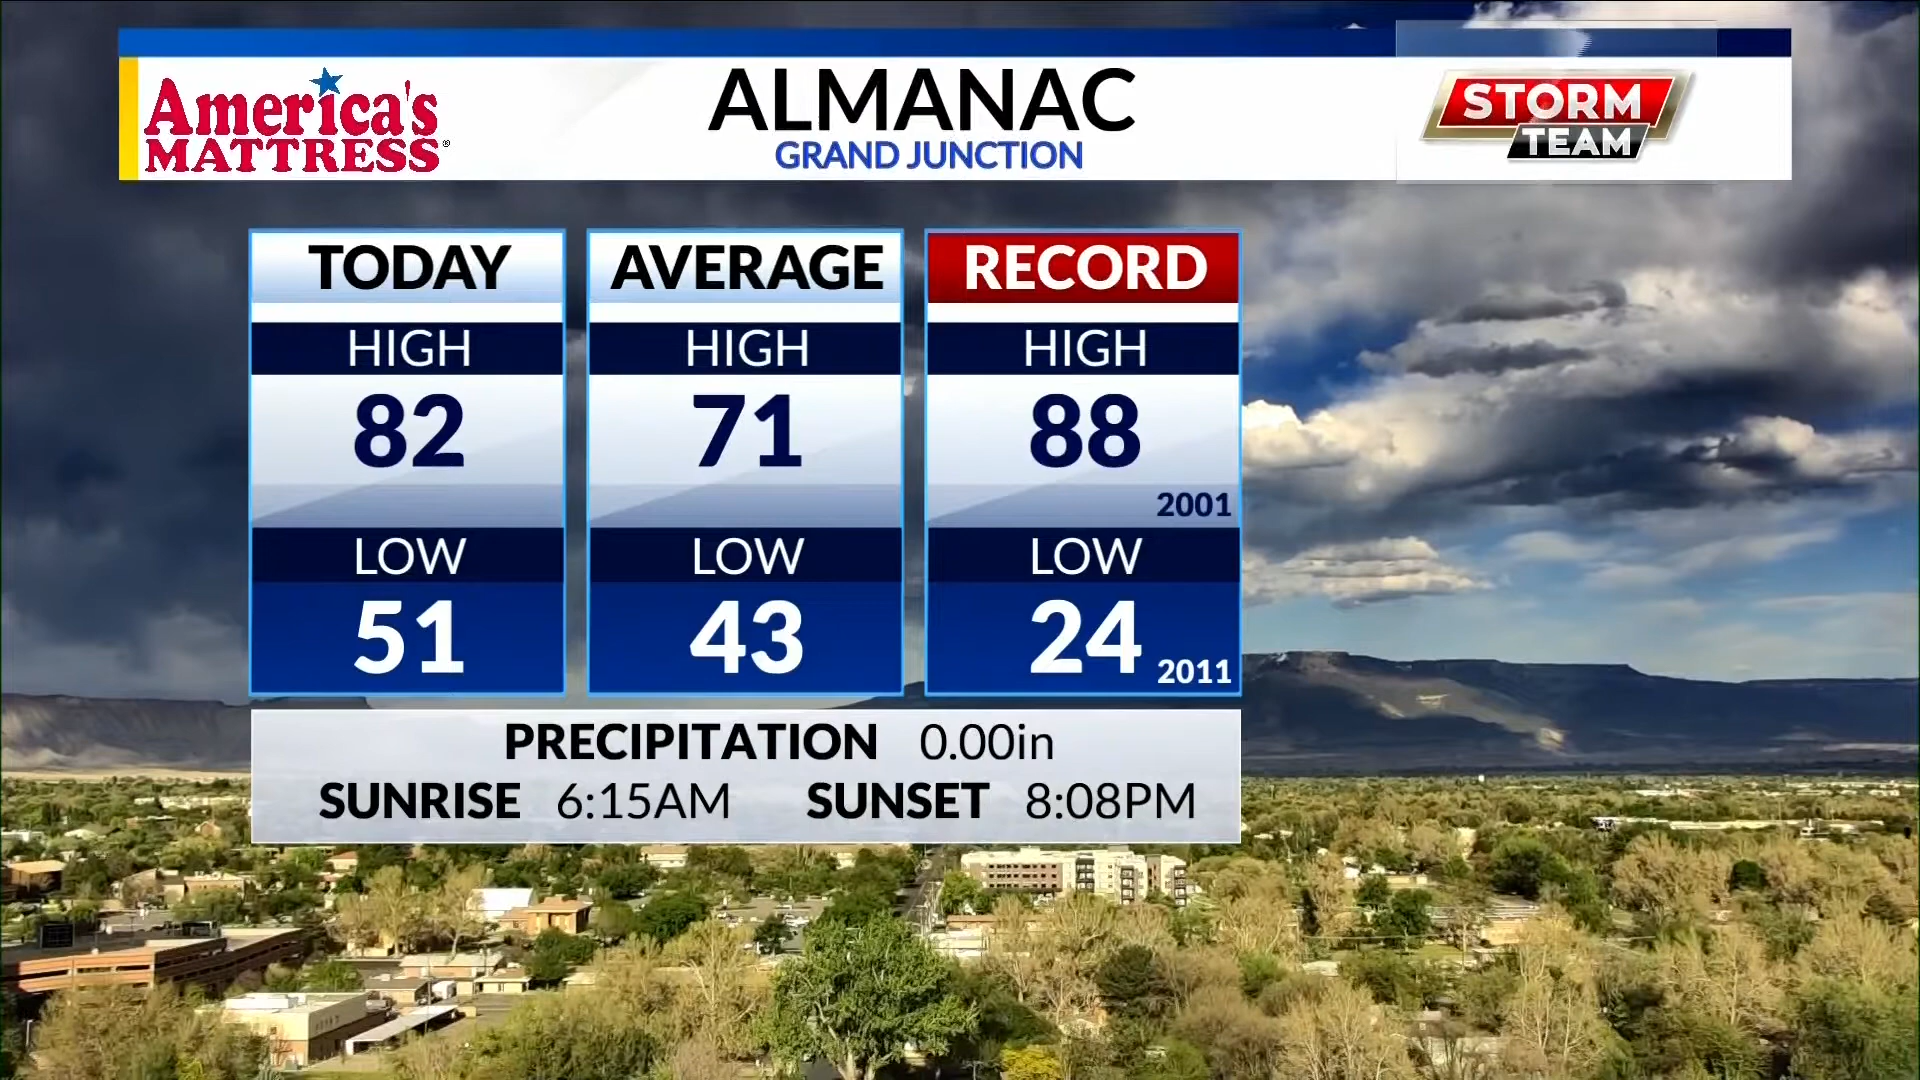 America's
MATTRESS®
ALMANAC
GRAND JUNCTION
STORM
TEAM
TODAY
HIGH
82
LOW
51
AVERAGE
HIGH
71
LOW
43
RECORD
HIGH
88
2001
LOW
24 2011
PRECIPITATION 0.00in
SUNRISE 6:15AM SUNSET 8:08PM